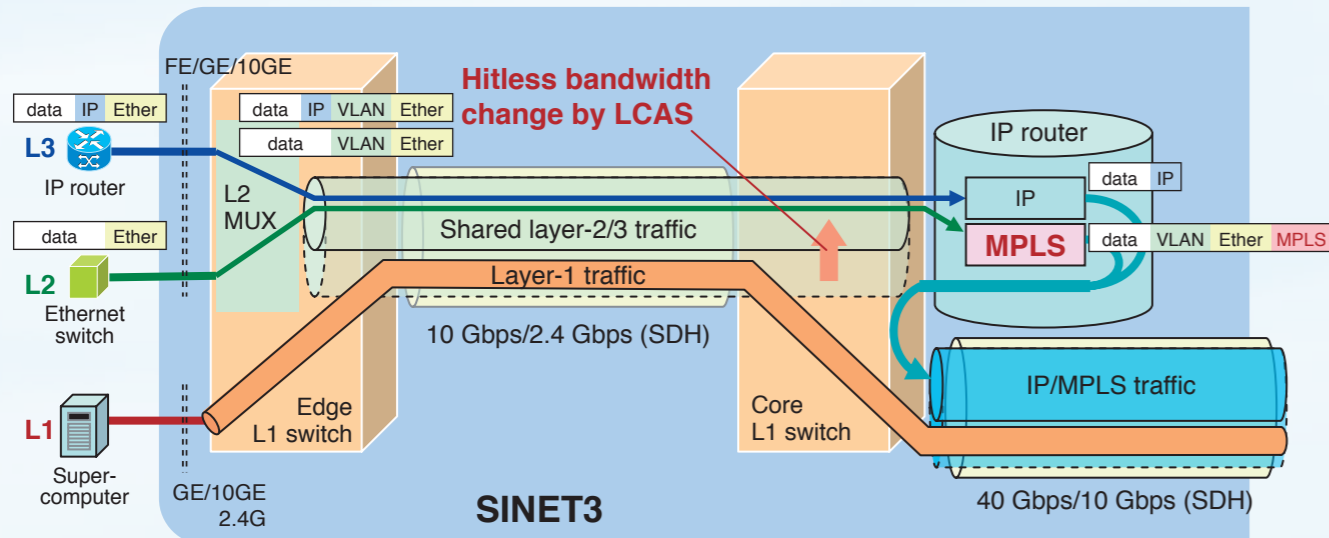 FE/GE/10GE
data IP Ether
L3
IP router
data Ether
L2
Ethernet
switch
L1
Super-
computer
GE/10GE
2.4G
data IP VLAN Ether
data VLAN Ether
L2
MUX
Edge
L1 switch
Hitless bandwidth
change by LCAS
Shared layer-2/3 traffic
Layer-1 traffic
10 Gbps/2.4 Gbps (SDH)
Core
L1 switch
IP router
IP
data IP
MPLS
data VLAN Ether MPLS
IP/MPLS traffic
40 Gbps/10 Gbps (SDH)
SINET3